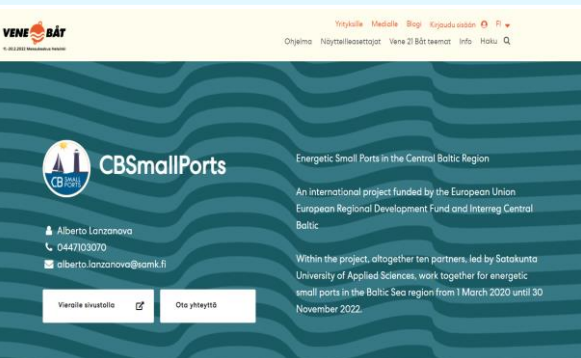 VENE BÅT
Yrityksille Medialle Blogi Kirjaudu sisään FI
Ohjelma Näytteilleasettajat Vene 21 Båt teemat Info Haku
CB SMALL PORTS
CBSmallPorts
Alberto Lanzanova
0447103070
alberto.lanzanova@samk.fi
Vieraile sivustolla
Ota yhteyttä
Energetic Small Ports in the Central Baltic Region
An international project funded by the European Union
European Regional Development Fund and Interreg Central
Baltic
Within the project, altogether ten partners, led by Satakunta
University of Applied Sciences, work together for energetic
small ports in the Baltic Sea region from 1 March 2020 until 30
November 2022.